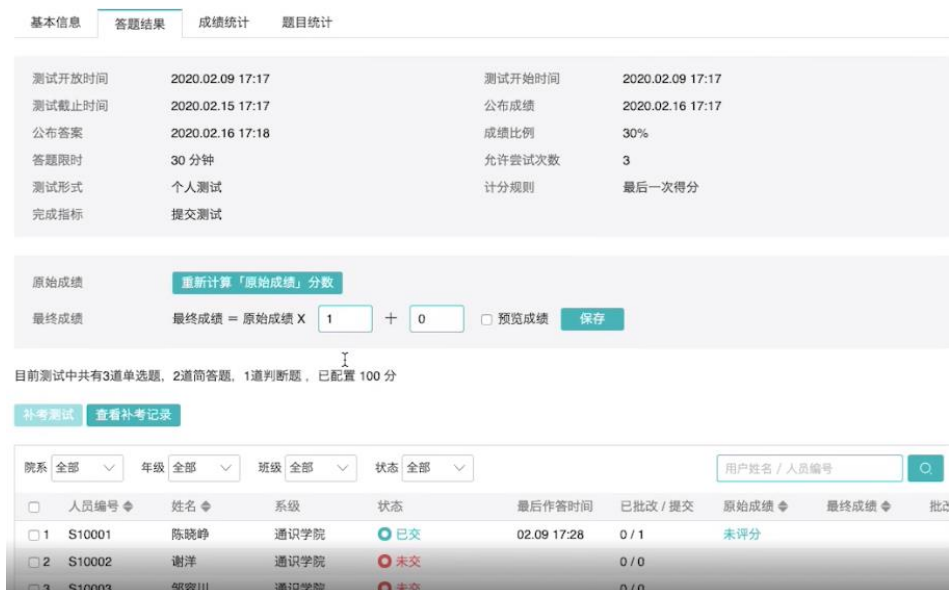 基本信息 答题结果 成绩统计 题目统计
测试开放时间 2020.02.09 17:17 测试开始时间 2020.02.09 17:17
测试截止时间 2020.02.15 17:17 公布成绩 2020.02.16 17:17
公布答案 2020.02.16 17:18 成绩比例 30%
答题限时 30 分钟 允许尝试次数 3
测试形式 个人测试 计分规则 最后一次得分
完成指标 提交测试
原始成绩 重新计算「原始成绩」分数
最终成绩 最终成绩 = 原始成绩 X 1 + 0 预览成绩 保存
目前测试中共有3道单选题，2道简答题，1道判断题 ，已配置 100 分
补考测试 查看补考记录
院系 全部 年级 全部 班级 全部 状态 全部 用户姓名 / 人员编号
人员编号 姓名 系级 状态 最后作答时间 已批改 / 提交 原始成绩 最终成绩
1 S10001 陈晓峥 通识学院 已交 02.09 17:28 0 / 1 未评分
2 S10002 谢洋 通识学院 未交 0 / 0
3 S10003 通识学院 未交 0 / 0